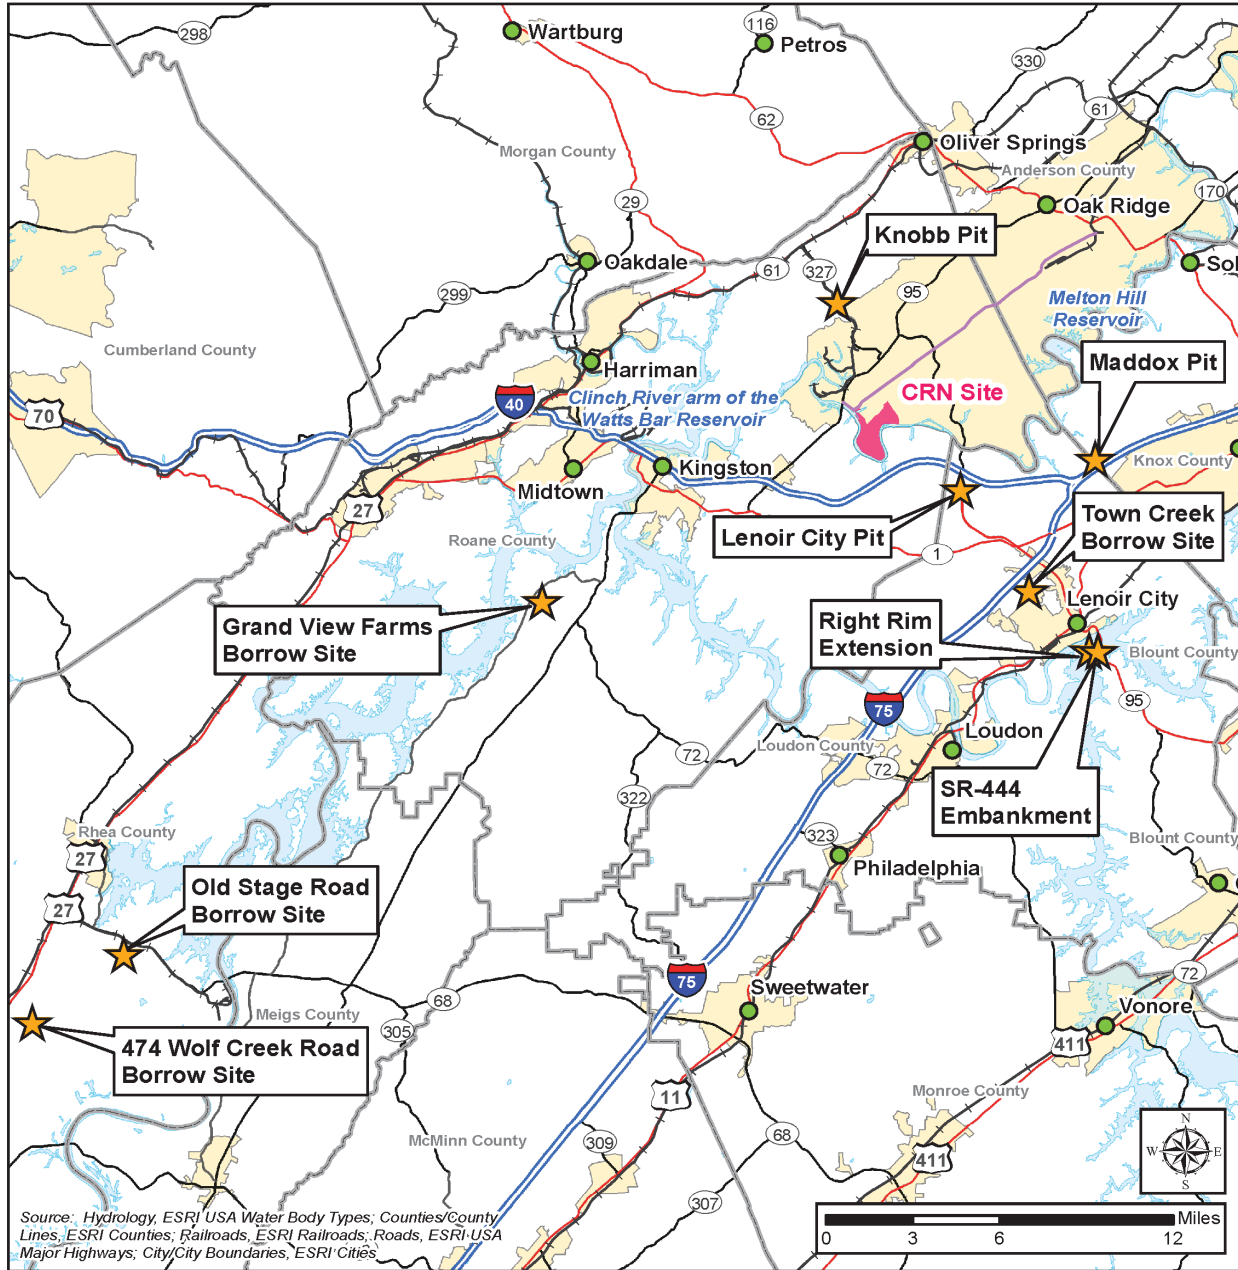 298
Wartburg
116
Petros
330
61
62
Morgan County
Oliver Springs
Anderson County
170
29
Oak Ridge
Knobb Pit
Oakdale
61
327
Sol
299
95
Melton Hill
Reservoir
Cumberland County
Harriman
Maddox Pit
CRN Site
40
Clinch River arm of the
Watts Bar Reservoir
70
Kingston
Knox County
Midtown
27
Town Creek
Borrow Site
Lenoir City Pit
Roane County
1
Lenoir City
Grand View Farms
Borrow Site
Right Rim
Extension
Blount County
95
75
Loudon
72
Loudon County
72
SR-444
Embankment
322
323
Rhea County
Blount County
27
Philadelphia
Old Stage Road
Borrow Site
27
72
75
Sweetwater
68
Vonore
Meigs County
305
411
474 Wolf Creek Road
Borrow Site
11
Monroe County
McMinn County
309
68
N
W
E
S
411
307
Source: Hydrology, ESRI USA Water Body Types; Counties/County
Lines, ESRI Counties; Railroads, ESRI Railroads; Roads, ESRI USA
Major Highways; City/City Boundaries, ESRI Cities
Miles
0 3 6 12